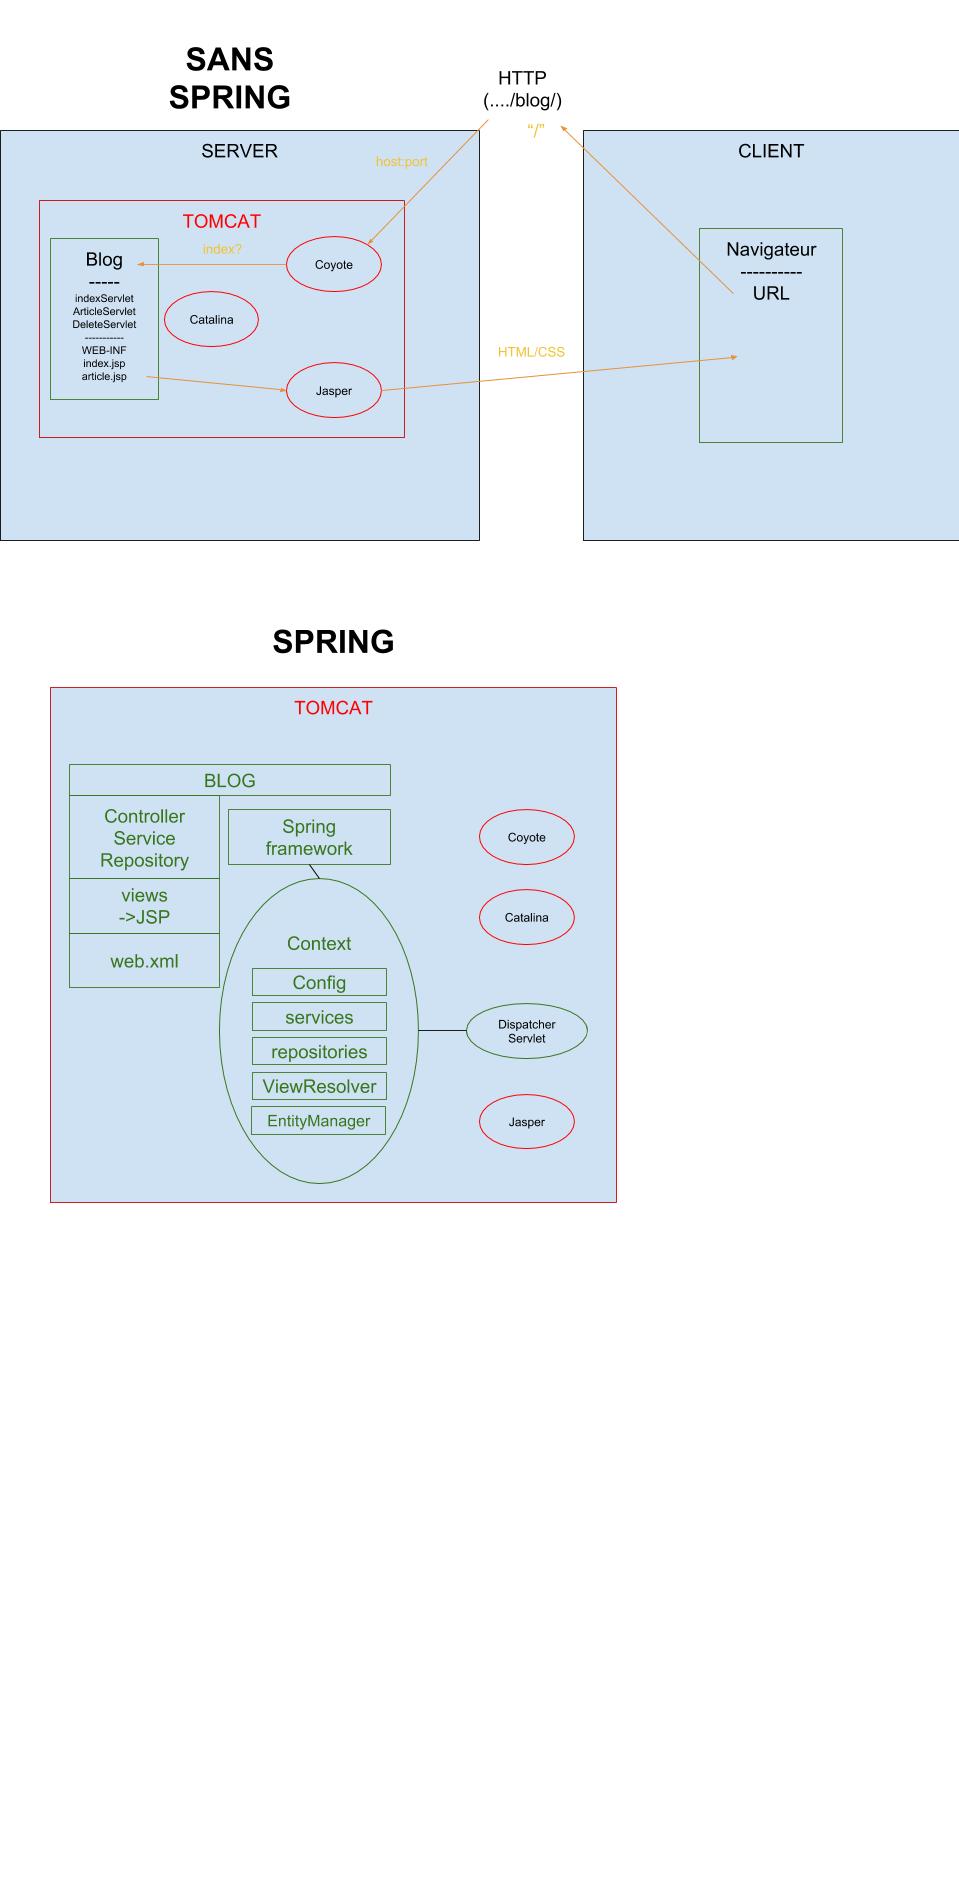 SANS
SPRING
HTTP
(..../blog/)
“/”
SERVER
host:port
CLIENT
TOMCAT
index?
Blog
-----
indexServlet
ArticleServlet
DeleteServlet
-----------
WEB-INF
index.jsp
article.jsp
Coyote
Catalina
Jasper
HTML/CSS
Navigateur
----------
URL
SPRING
TOMCAT
BLOG
Controller
Service
Repository
views
->JSP
web.xml
Spring
framework
Context
Config
services
repositories
ViewResolver
EntityManager
Coyote
Catalina
Dispatcher
Servlet
Jasper